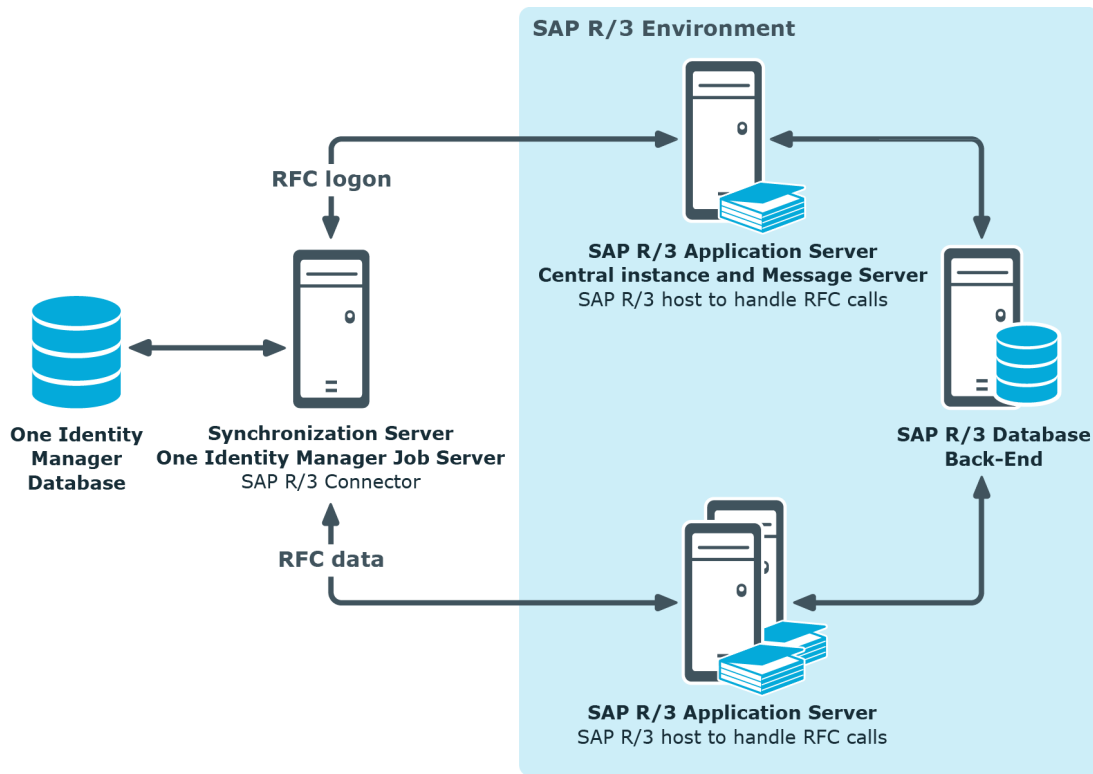 SAP R/3 Environment
RFC logon
SAP R/3 Application Server
Central instance and Message Server
SAP R/3 host to handle RFC calls
One Identity
Manager
Database
Synchronization Server
One Identity Manager Job Server
SAP R/3 Connector
SAP R/3 Database
Back-End
RFC data
SAP R/3 Application Server
SAP R/3 host to handle RFC calls